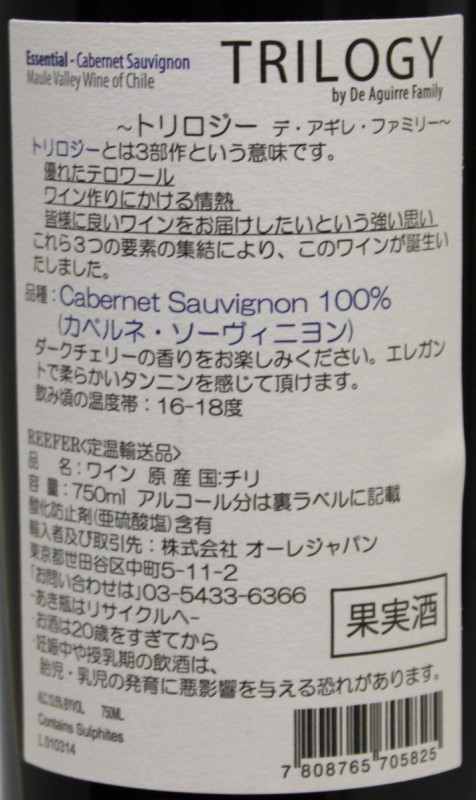 Essential - Cabernet Sauvignon
Maule Valley Wine of Chile
TRILOGY
by De Aguirre Family
～トリロジー デ・アギレ・ファミリー～
トリロジーとは3部作という意味です。
優れたテロワール
ワイン作りにかける情熱
皆様に良いワインをお届けしたいという強い思い
これら3つの要素の集結により、このワインが誕生い
たしました。
品種：Cabernet Sauvignon 100%
(カベルネ・ソーヴィニヨン)
ダークチェリーの香りをお楽しみください。エレガン
トで柔らかいタンニンを感じて頂けます。
飲み頃の温度帯：16-18度
REEFER<定温輸送品>
品 名：ワイン 原産国：チリ
容量：750ml アルコール分は裏ラベルに記載
酸化防止剤(亜硫酸塩)含有
輸入者及び取引先：株式会社 オーレジャパン
東京都世田谷区中町5-11-2
「お問い合わせは」03-5433-6366
-あき瓶はリサイクルへ-
-お酒は20歳をすぎてから
-妊娠中や授乳期の飲酒は、
胎児・乳児の発育に悪影響を与える恐れがあります。
果実酒
750ML
Contains Sulphites
L 010314
7 808765 705825